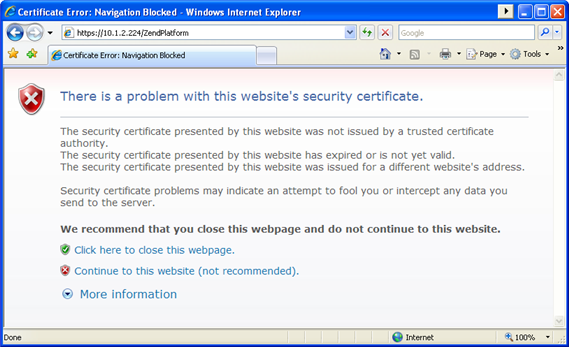 Certificate Error: Navigation Blocked - Windows Internet Explorer
https://10.1.2.224/ZendPlatform
Google
Certificate Error: Navigation Blocked
Page
Tools
There is a problem with this website's security certificate.
The security certificate presented by this website was not issued by a trusted certificate
authority.
The security certificate presented by this website has expired or is not yet valid.
The security certificate presented by this website was issued for a different website's address.
Security certificate problems may indicate an attempt to fool you or intercept any data you
send to the server.
We recommend that you close this webpage and do not continue to this website.
Click here to close this webpage.
Continue to this website (not recommended).
More information
Done
Internet
100%